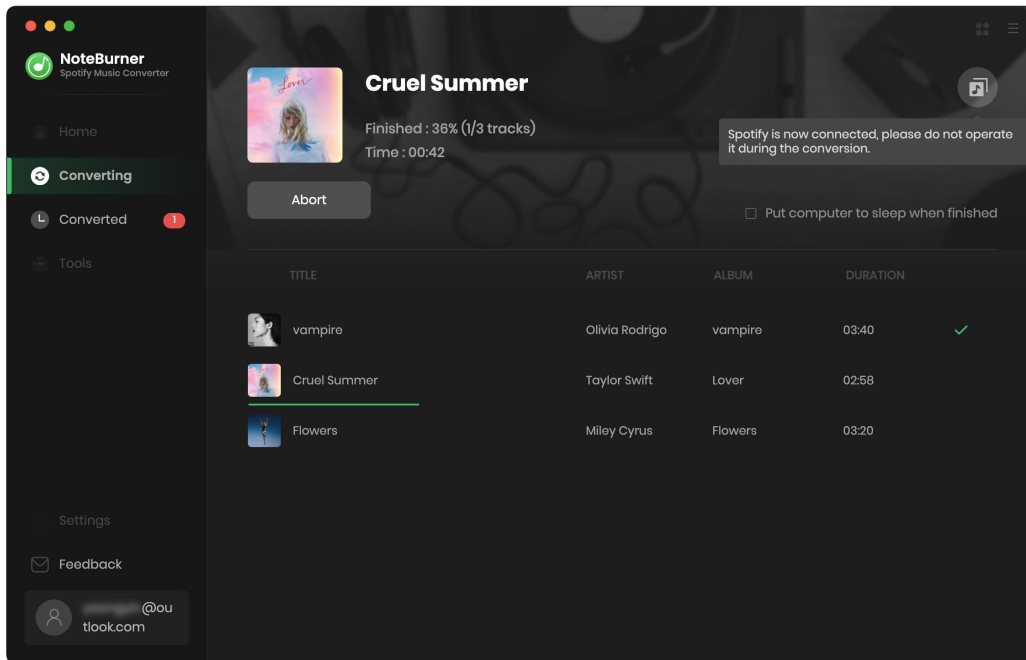 NoteBurner
Spotify Music Converter
Home
Converting
Converted 1
Tools
Settings
Feedback
@ou
tlook.com
Lover
Cruel Summer
Finished : 36% (1/3 tracks)
Time : 00:42
Abort
Spotify is now connected, please do not operate
it during the conversion.
Put computer to sleep when finished
TITLE ARTIST ALBUM DURATION
vampire Olivia Rodrigo vampire 03:40
Cruel Summer Taylor Swift Lover 02:58
Flowers Miley Cyrus Flowers 03:20